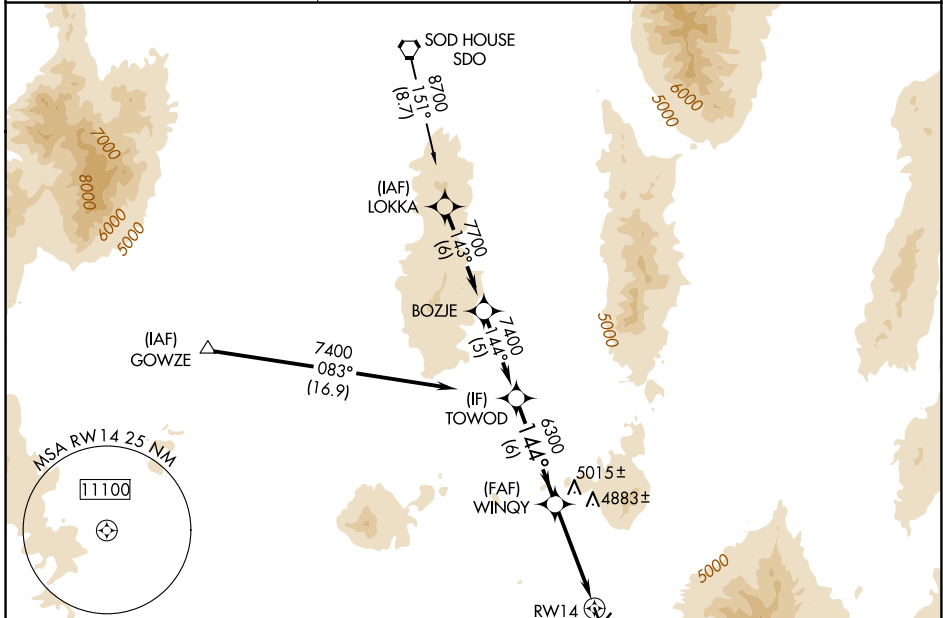 SOD HOUSE
SDO
8700
151°
(8.7)
6000
5000
7000
8000
6000
5000
(IAF)
LOKKA
7700
143°
(6)
BOZJE
7400
144°
(5)
5000
(IAF)
GOWZE
7400
083°
(16.9)
(IF)
TOWOD
6300
144°
(6)
MSA RW14 25 NM
11100
(FAF)
WINQY
5015±
4883±
5000
RW14